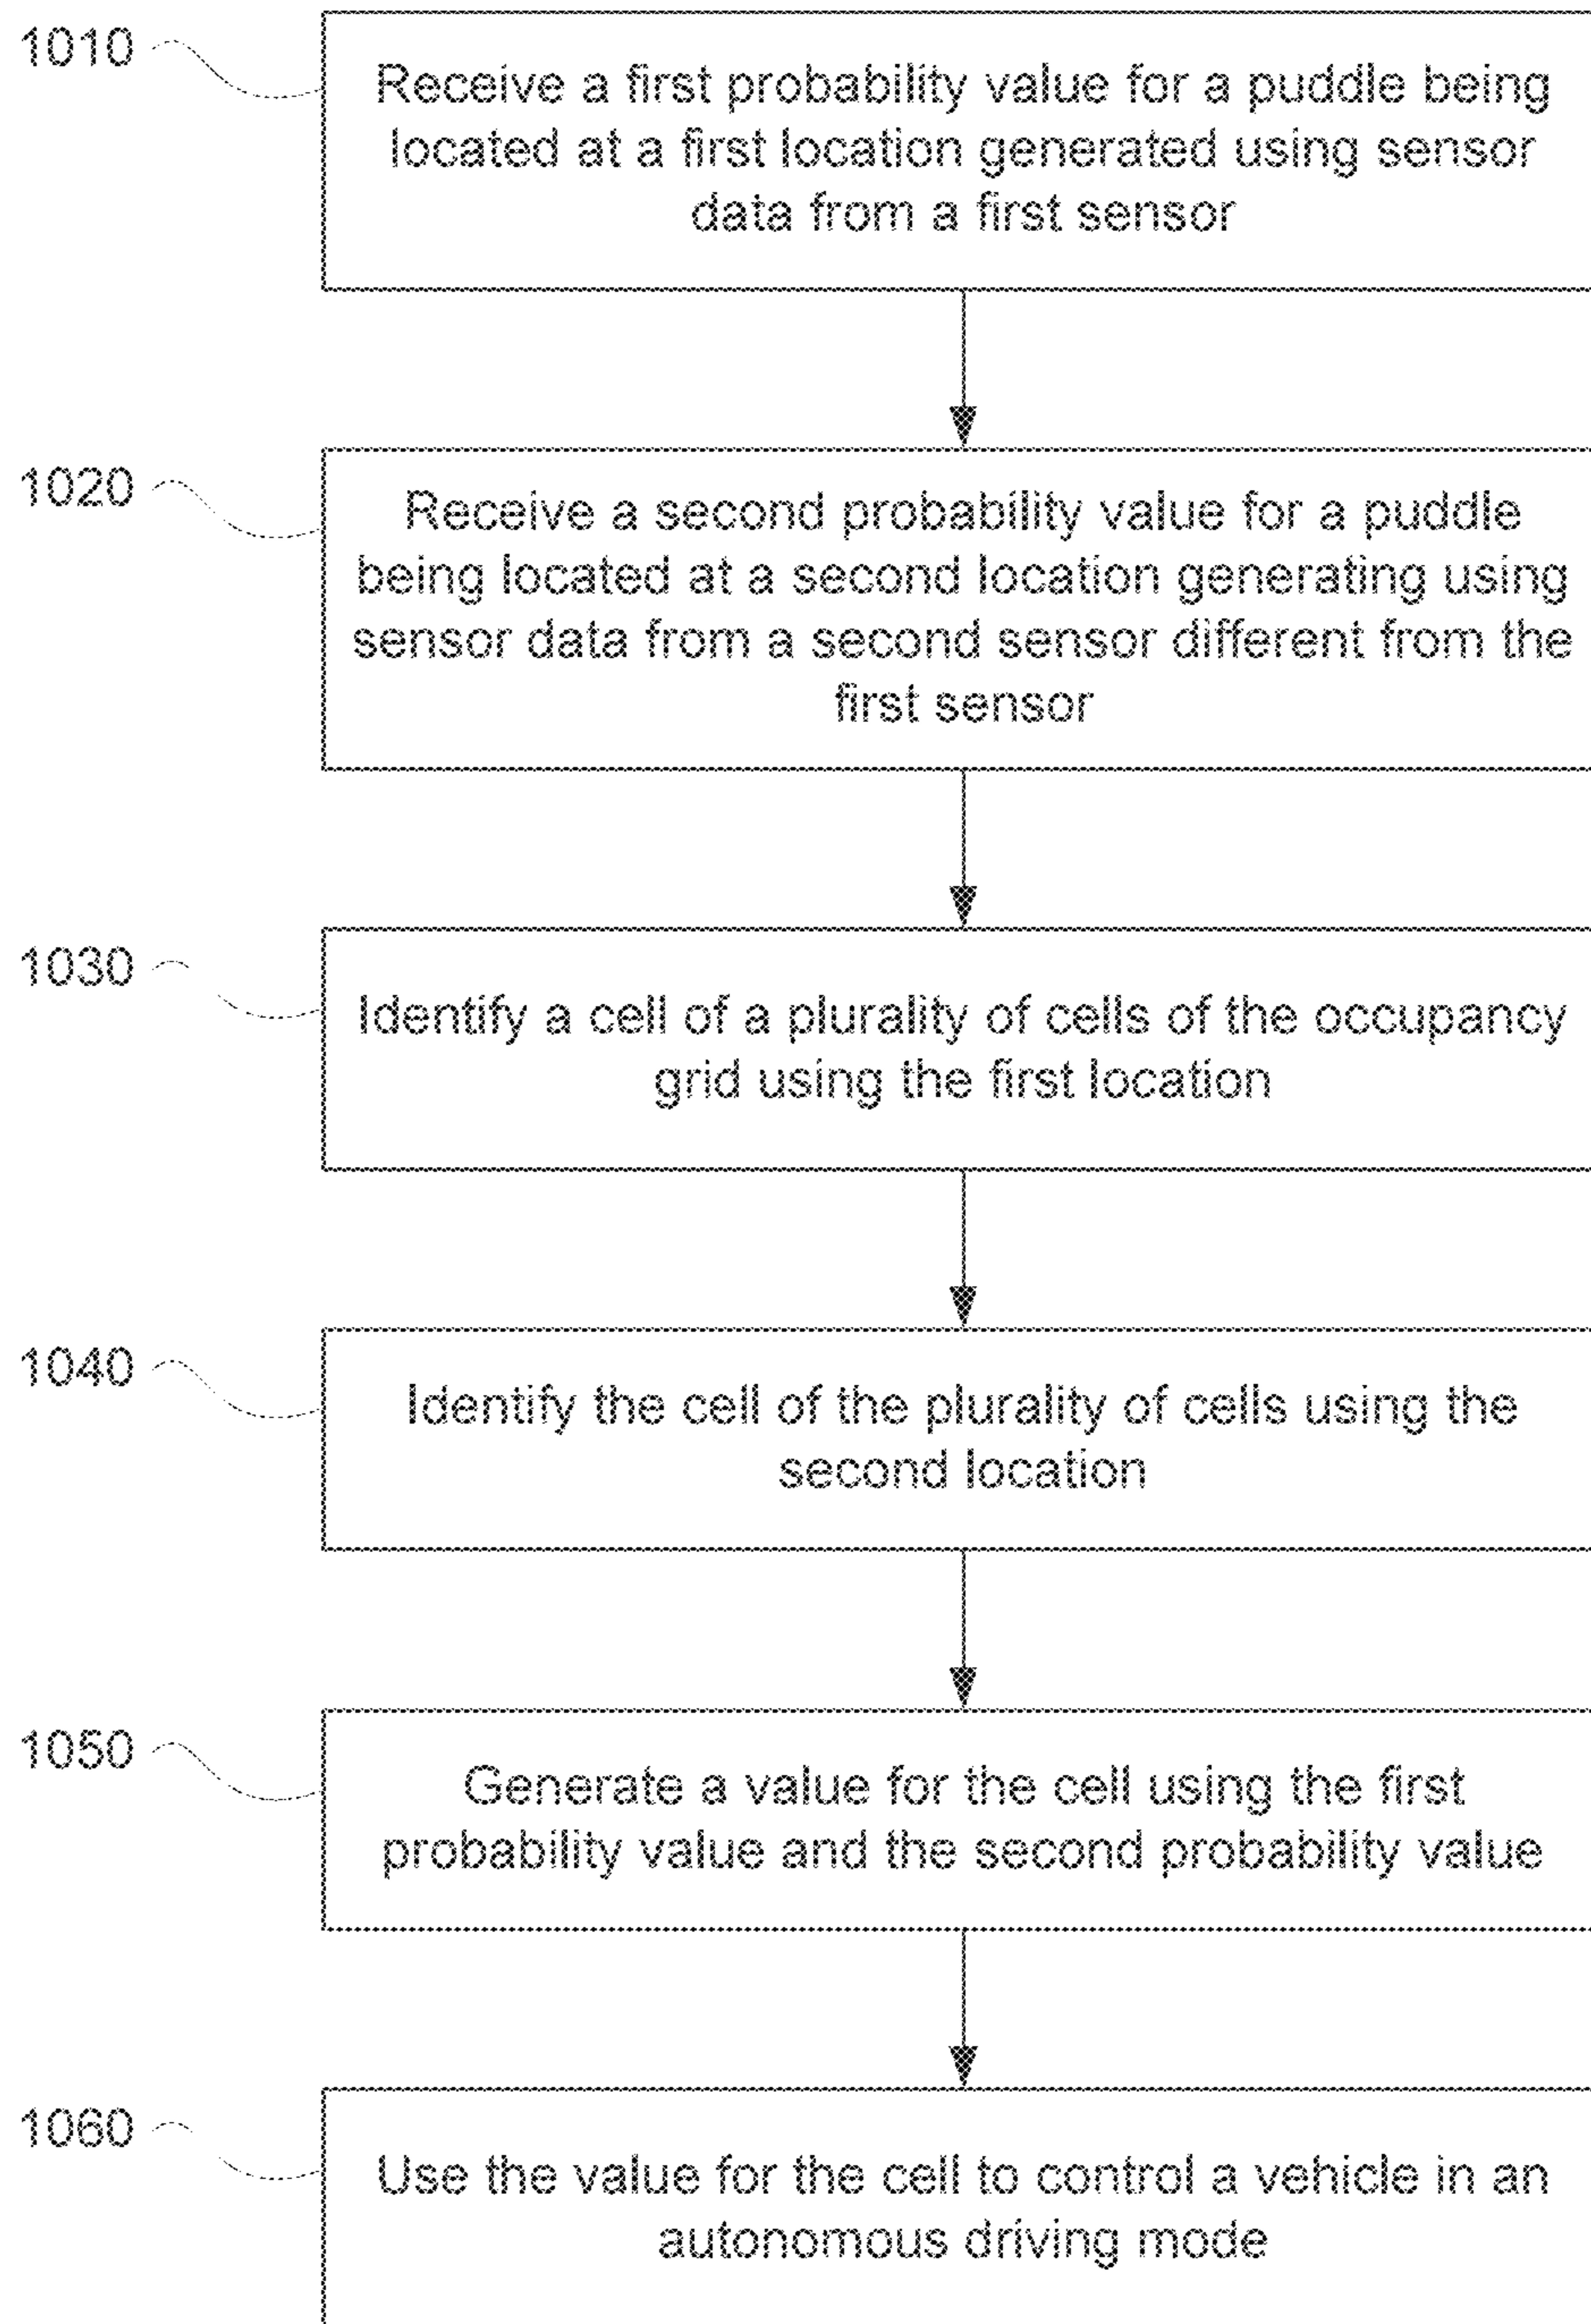 1010
Receive a first probability value for a puddle being
located at a first location generated using sensor
data from a first sensor
1020
Receive a second probability value for a puddle
being located at a second location generating using
sensor data from a second sensor different from the
first sensor
1030
Identify a cell of a plurality of cells of the occupancy
grid using the first location
1040
Identify the cell of the plurality of cells using the
second location
1050
Generate a value for the cell using the first
probability value and the second probability value
1060
Use the value for the cell to control a vehicle in an
autonomous driving mode